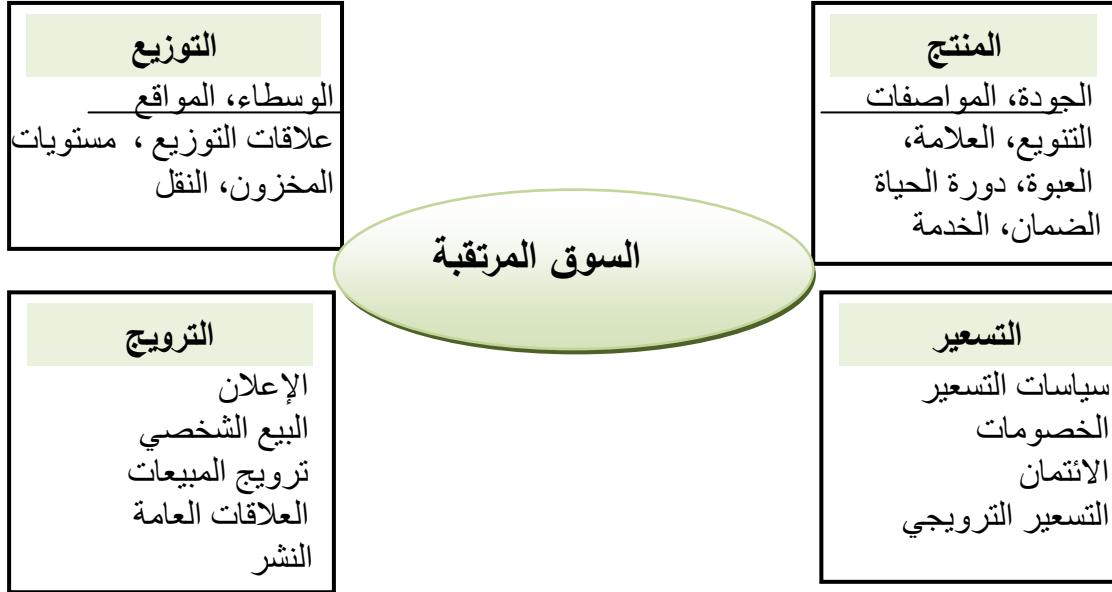 المنتج
الجودة، المواصفات
التنويع، العلامة،
العبوة، دورة الحياة
الضمان، الخدمة
التوزيع
الوسطاء، المواقع
علاقات التوزيع ، مستويات
المخزون، النقل
السوق المرتقبة
التسعير
سياسات التسعير
الخصومات
الائتمان
التسعير الترويجي
الترويج
الإعلان
البيع الشخصي
ترويج المبيعات
العلاقات العامة
النشر